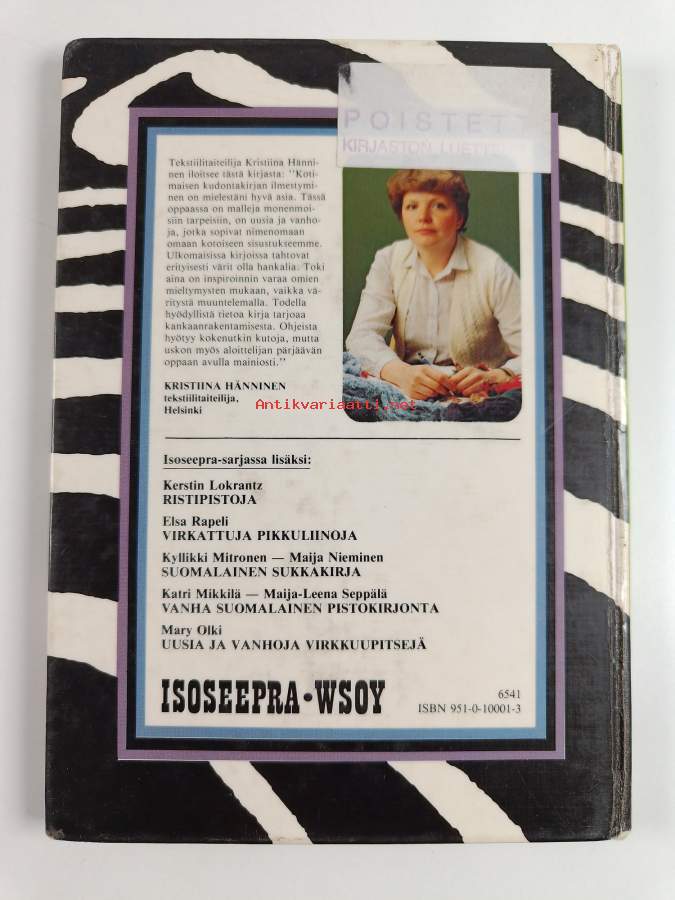 POISTETT
KIRJASTON LUETT
Tekstiilitaiteilija Kristiina Hänni-
nen iloitsee tästä kirjasta: "Koti-
maisen kudontakirjan ilmestymi-
nen on mielestäni hyvä asia. Tässä
oppaassa on malleja monenmoi-
siin tarpeisiin, on uusia ja vanho-
ja, jotka sopivat nimenomaan
omaan kotoiseen sisustukseemme.
Ulkomaisissa kirjoissa tahtovat
erityisesti värit olla hankalia. Toki
aina on inspiroinnin varaa omien
mieltymysten mukaan, vaikka vä-
ritystä muuntelemalla. Todella
hyödyllistä tietoa kirja tarjoaa
kankaanrakentamisesta. Ohjeista
hyötyy kokenutkin kutoja, mutta
uskon myös aloittelijan pärjäävän
oppaan avulla mainiosti."
KRISTIINA HÄNNINEN
tekstiilitaiteilija,
Helsinki
Antikvariaatti.net
Isoseepra-sarjassa lisäksi:
Kerstin Lokrantz
RISTIPISTOJA
Elsa Rapeli
VIRKATTUJA PIKKULIINOJA
Kyllikki Mitronen — Maija Nieminen
SUOMALAINEN SUKKAKIRJA
Katri Mikkilä — Maija-Leena Seppälä
VANHA SUOMALAINEN PISTOKIRJONTA
Mary Olki
UUSIA JA VANHOJA VIRKKUUPITSEJÄ
ISOSEEPRA·WSOY
6541
ISBN 951-0-10001-3